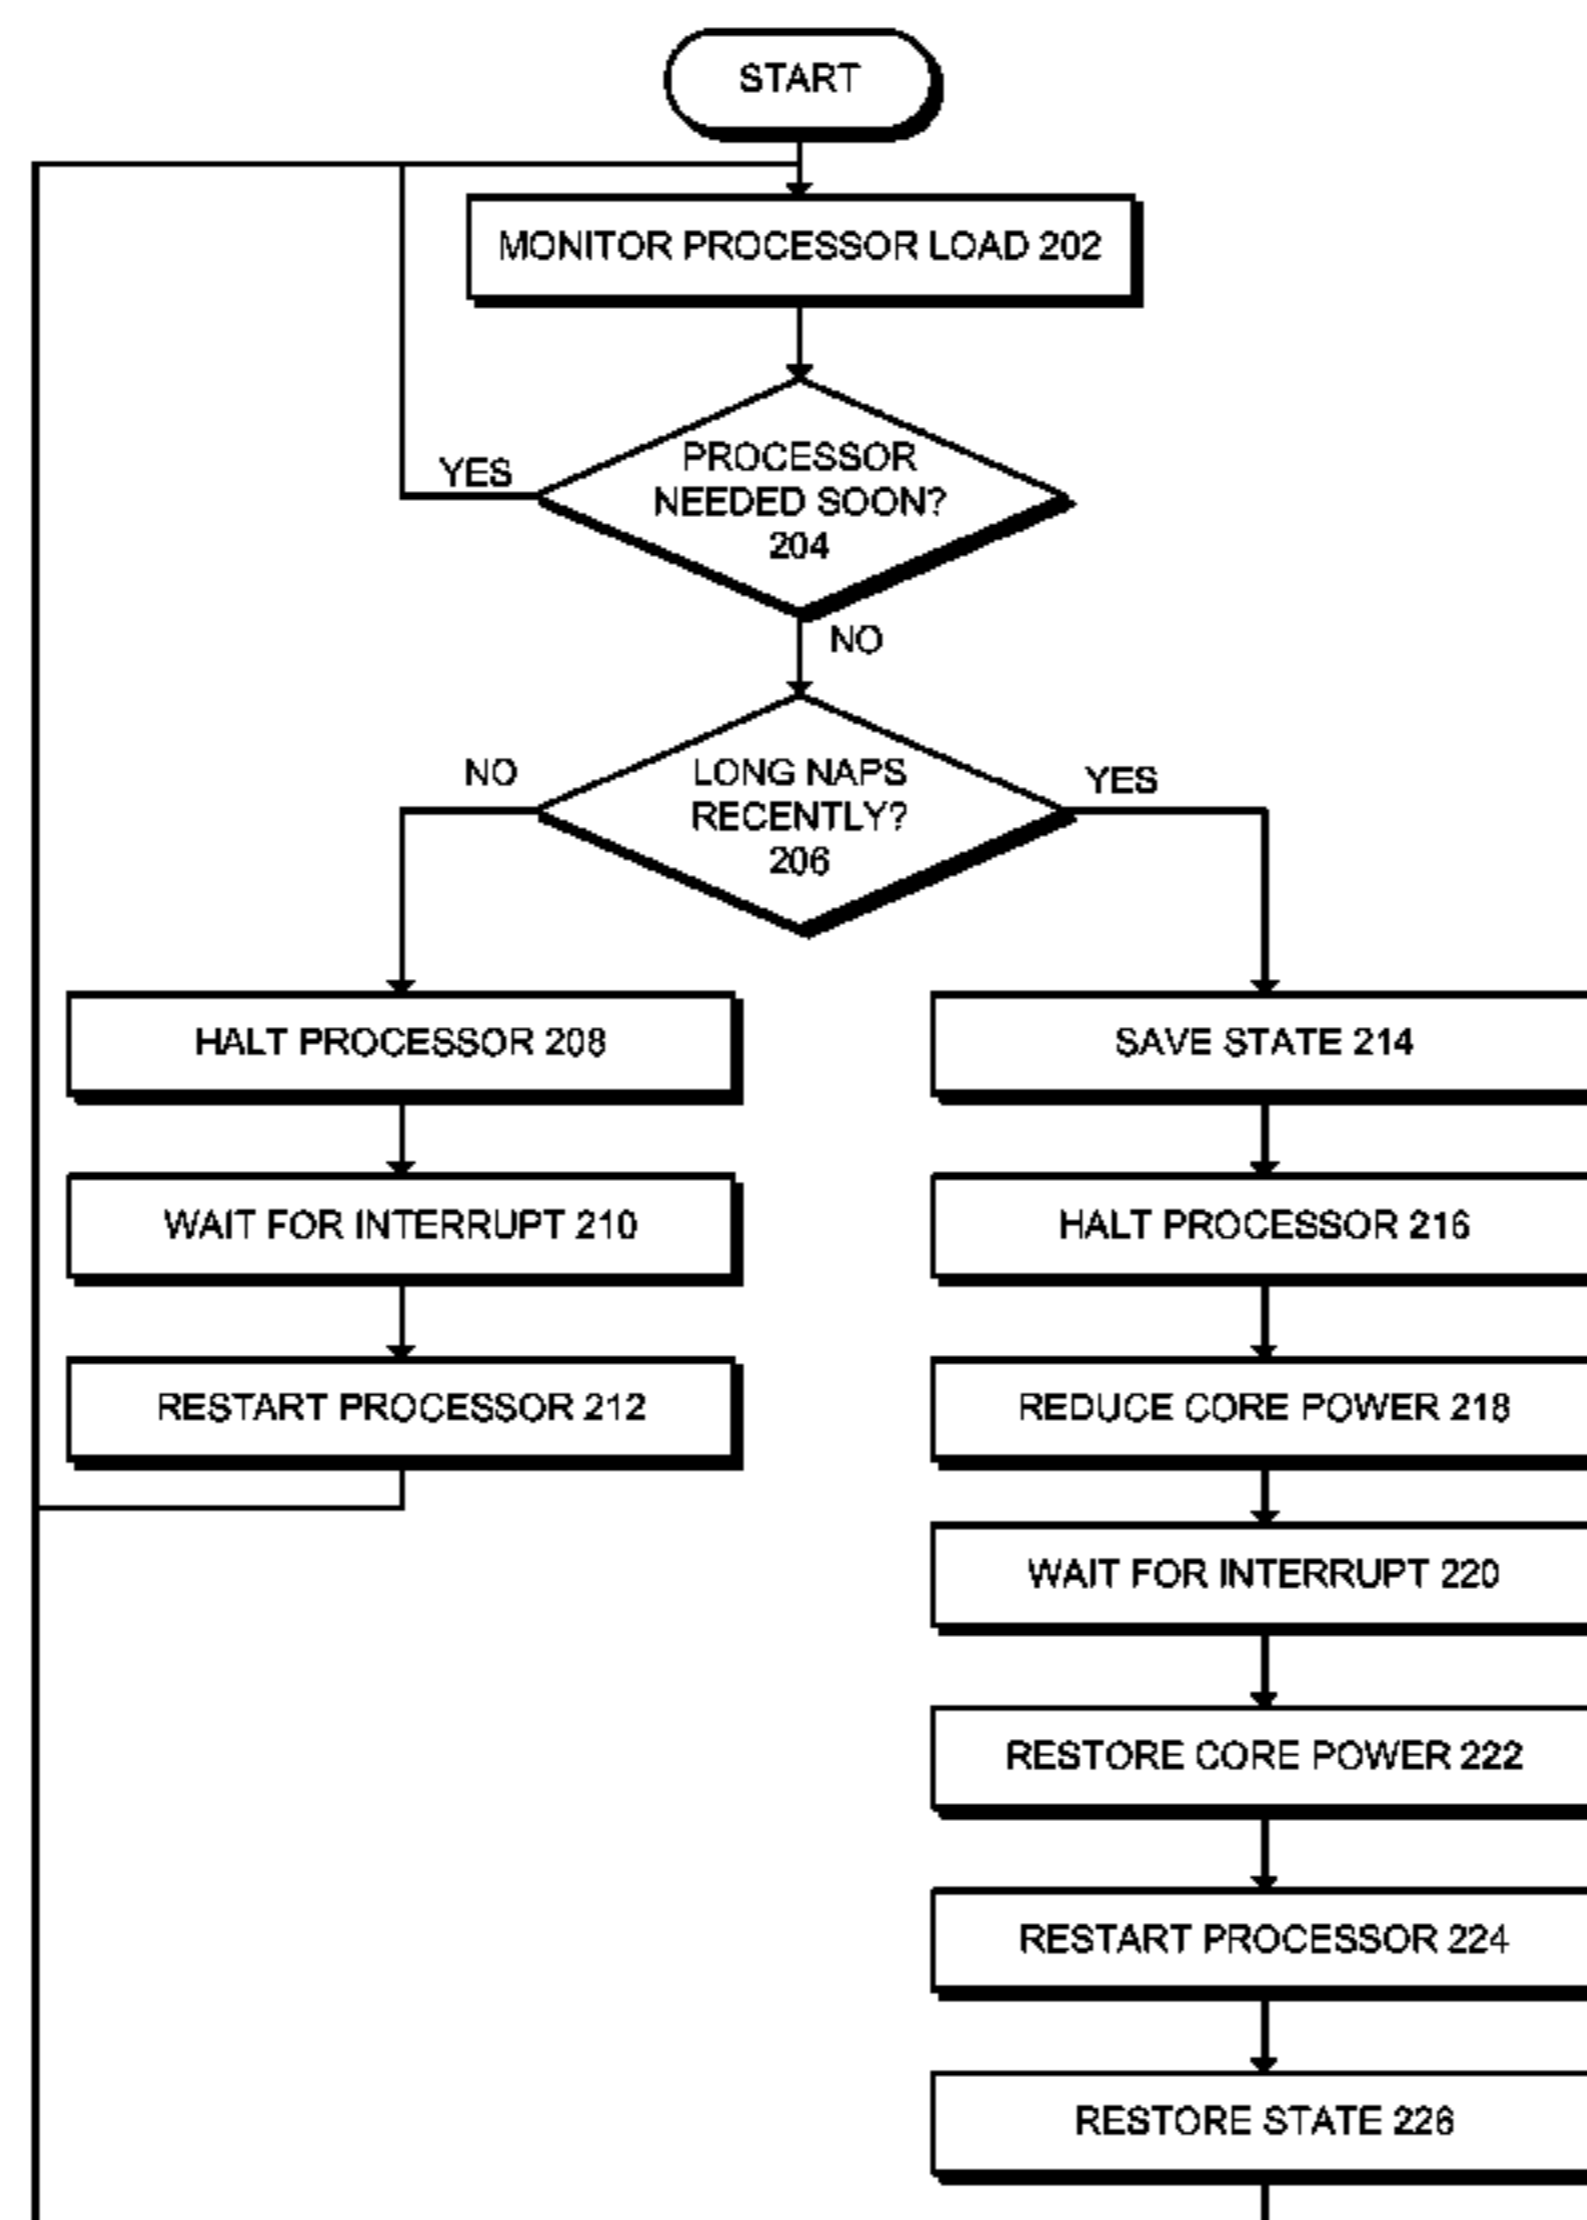 START
MONITOR PROCESSOR LOAD 202
YES
PROCESSOR
NEEDED SOON?
204
NO
NO
LONG NAPS
RECENTLY?
206
YES
HALT PROCESSOR 208
WAIT FOR INTERRUPT 210
RESTART PROCESSOR 212
SAVE STATE 214
HALT PROCESSOR 216
REDUCE CORE POWER 218
WAIT FOR INTERRUPT 220
RESTORE CORE POWER 222
RESTART PROCESSOR 224
RESTORE STATE 226